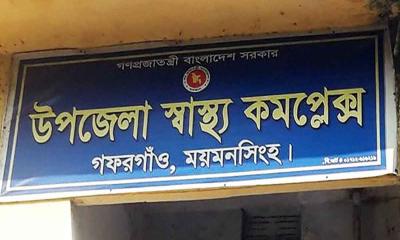 গণপ্রজাতন্ত্রী বাংলাদেশ সরকার
উপজেলা স্বাস্থ্য কমপ্লেক্স
গফরগাঁও, ময়মনসিংহ।